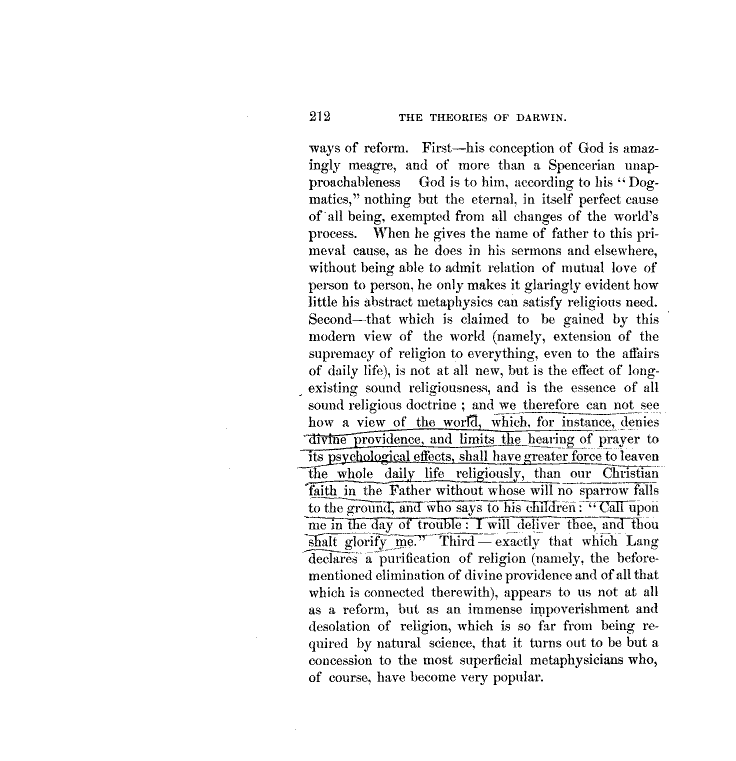 212 THE THEORIES OF DARWIN.
ways of reform. First—his conception of God is amaz-
ingly meagre, and of more than a Spencerian unap-
proachableness God is to him, according to his “Dog-
matics,” nothing but the eternal, in itself perfect cause
of all being, exempted from all changes of the world's
process. When he gives the name of father to this pri-
meval cause, as he does in his sermons and elsewhere,
without being able to admit relation of mutual love of
person to person, he only makes it glaringly evident how
little his abstract metaphysics can satisfy religious need.
Second—that which is claimed to be gained by this
modern view of the world (namely, extension of the
supremacy of religion to everything, even to the affairs
of daily life), is not at all new, but is the effect of long-
existing sound religiousness, and is the essence of all
sound religious doctrine ; and we therefore can not see
how a view of the world, which, for instance, denies
divine providence, and limits the hearing of prayer to
its psychological effects, shall have greater force to leaven
the whole daily life religiously, than our Christian
faith in the Father without whose will no sparrow falls
to the ground, and who says to his children : “Call upon
me in the day of trouble : I will deliver thee, and thou
shalt glorify me.” Third—exactly that which Lang
declares a purification of religion (namely, the before-
mentioned elimination of divine providence and of all that
which is connected therewith), appears to us not at all
as a reform, but as an immense impoverishment and
desolation of religion, which is so far from being re-
quired by natural science, that it turns out to be but a
concession to the most superficial metaphysicians who,
of course, have become very popular.